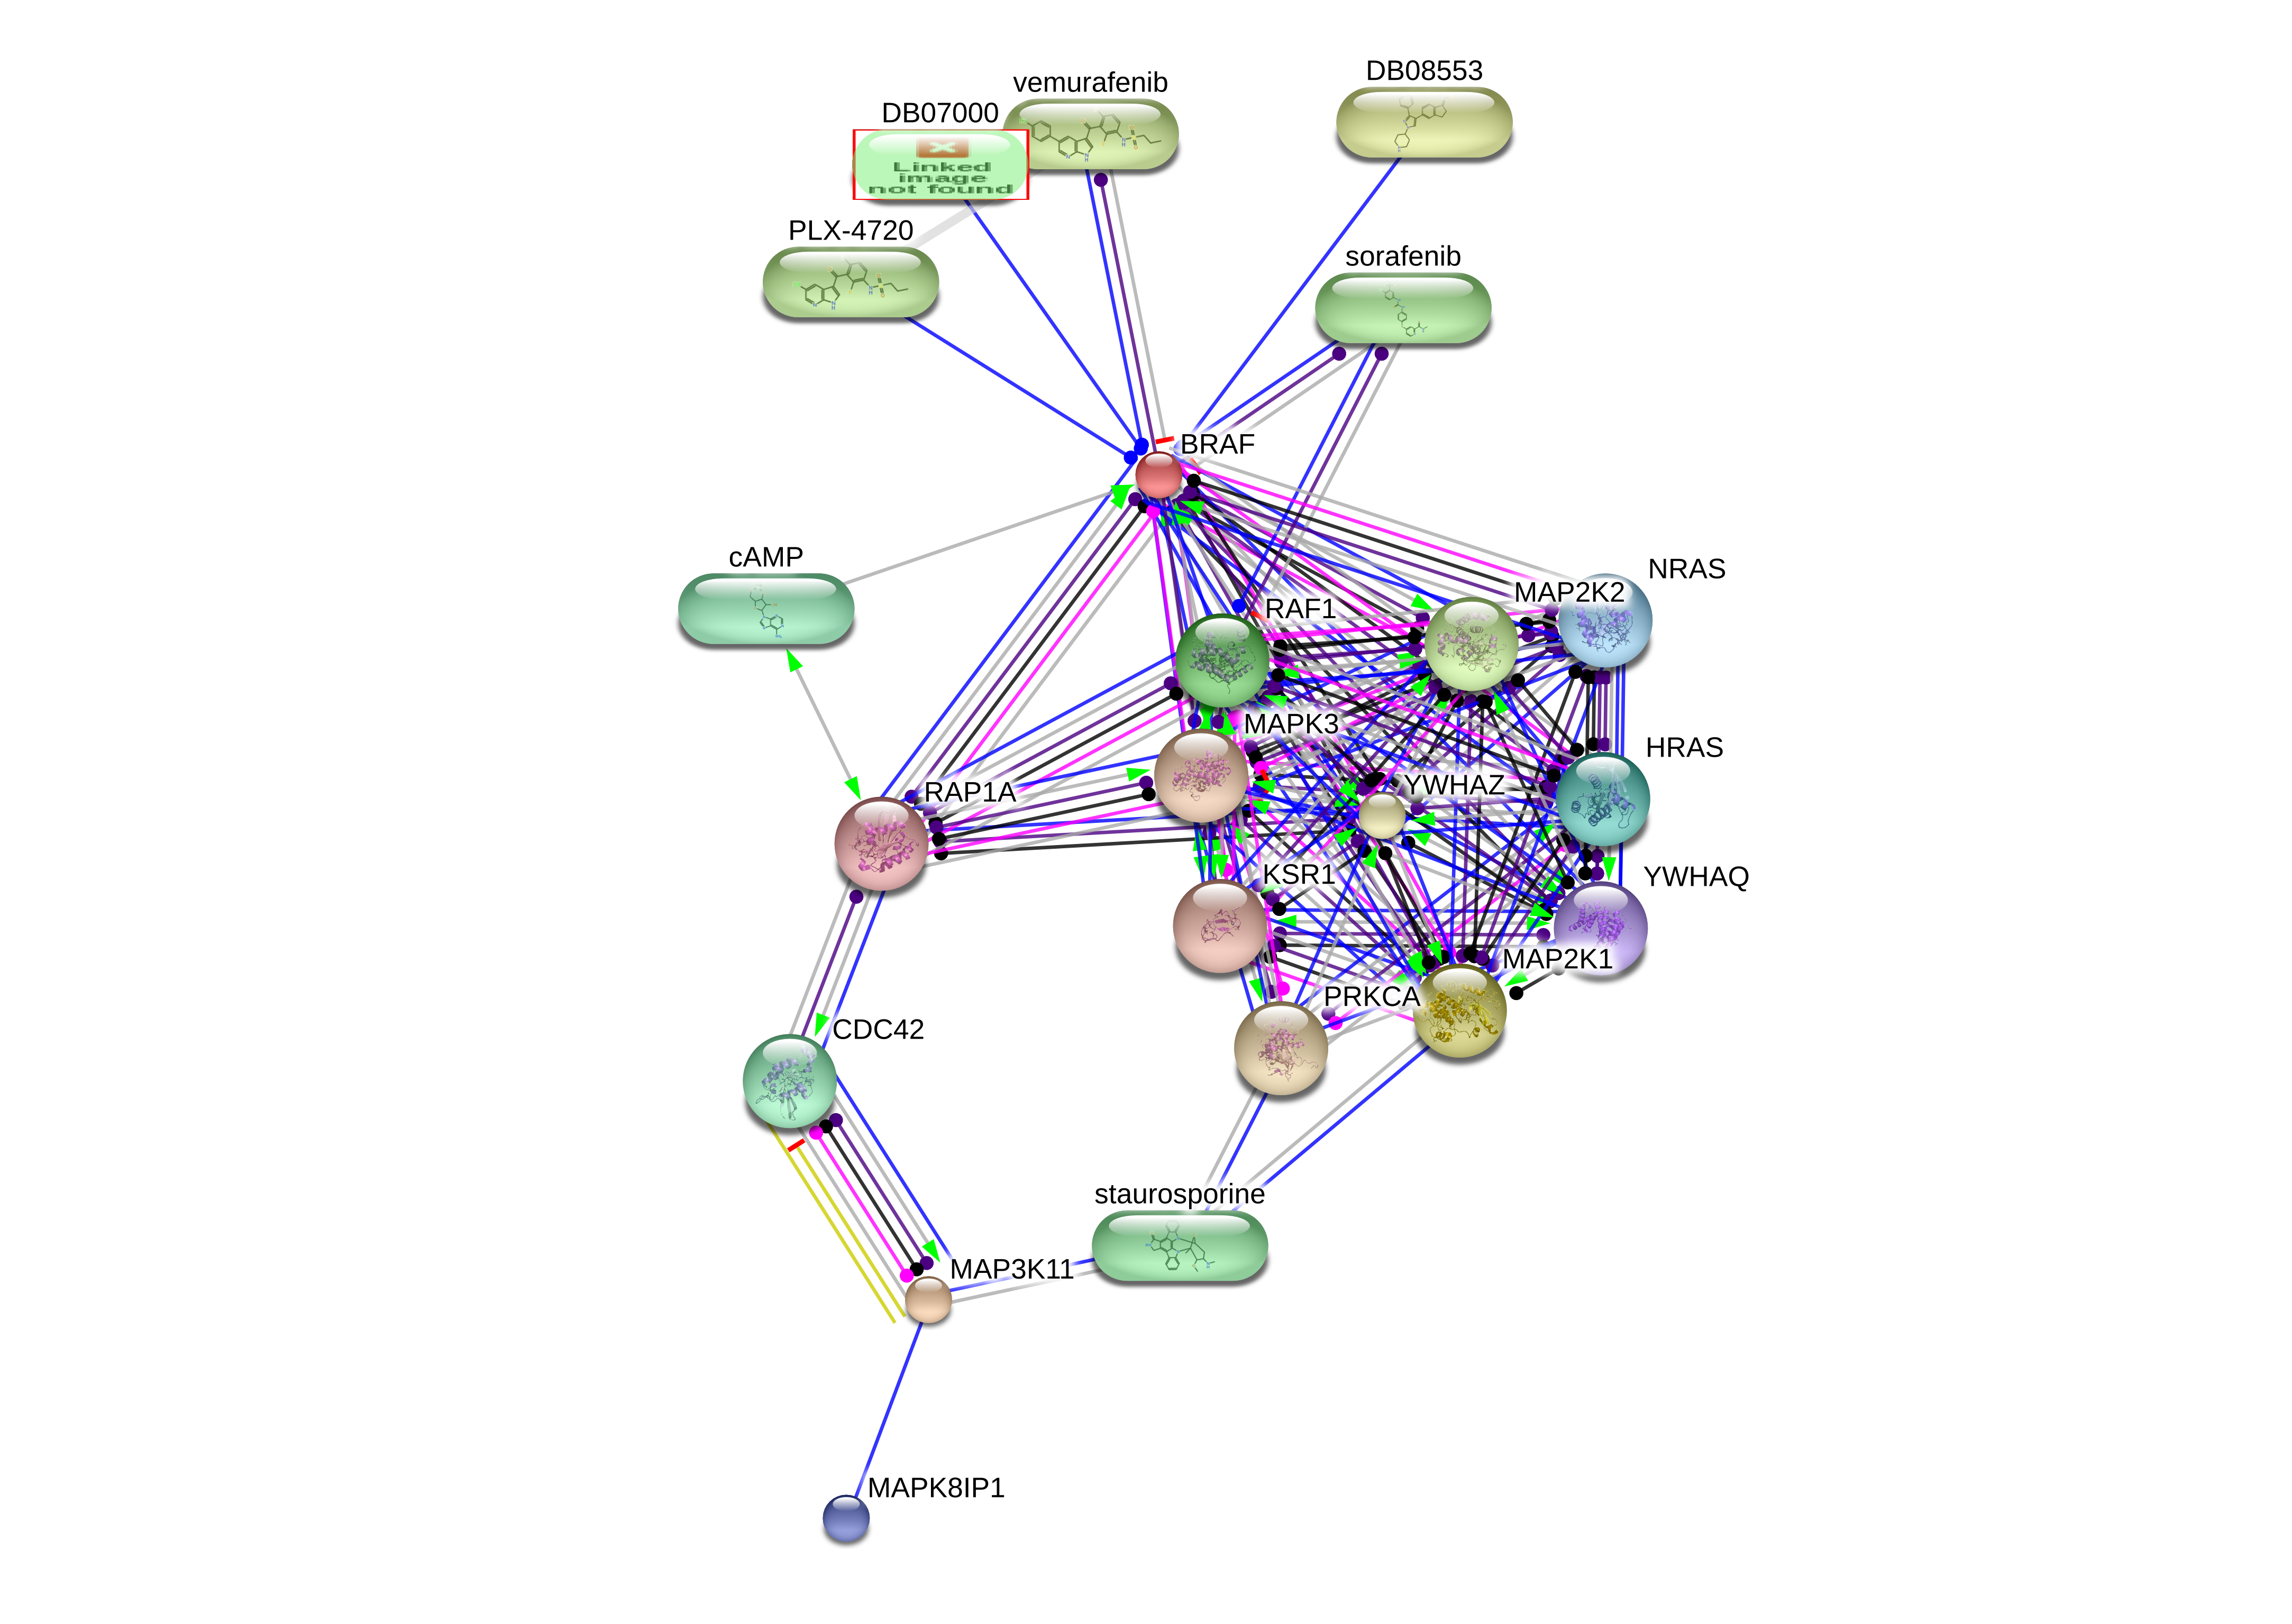 DB08553
vemurafenib
DB07000
Linked
image
not found
PLX-4720
sorafenib
BRAF
cAMP
NRAS
MAP2K2
RAF1
MAPK3
HRAS
YWHAZ
RAP1A
KSR1
YWHAQ
MAP2K1
PRKCA
CDC42
staurosporine
MAP3K11
MAPK8IP1